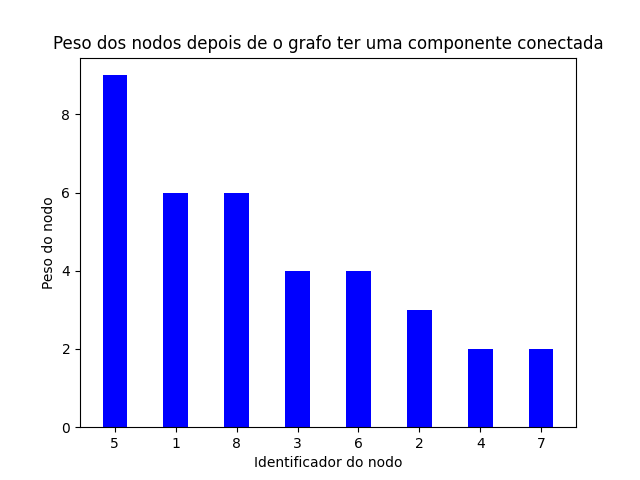 Peso dos nodos depois de o grafo ter uma componente conectada
Peso do nodo
8
6
4
2
0
5 1 8 3 6 2 4 7
Identificador do nodo